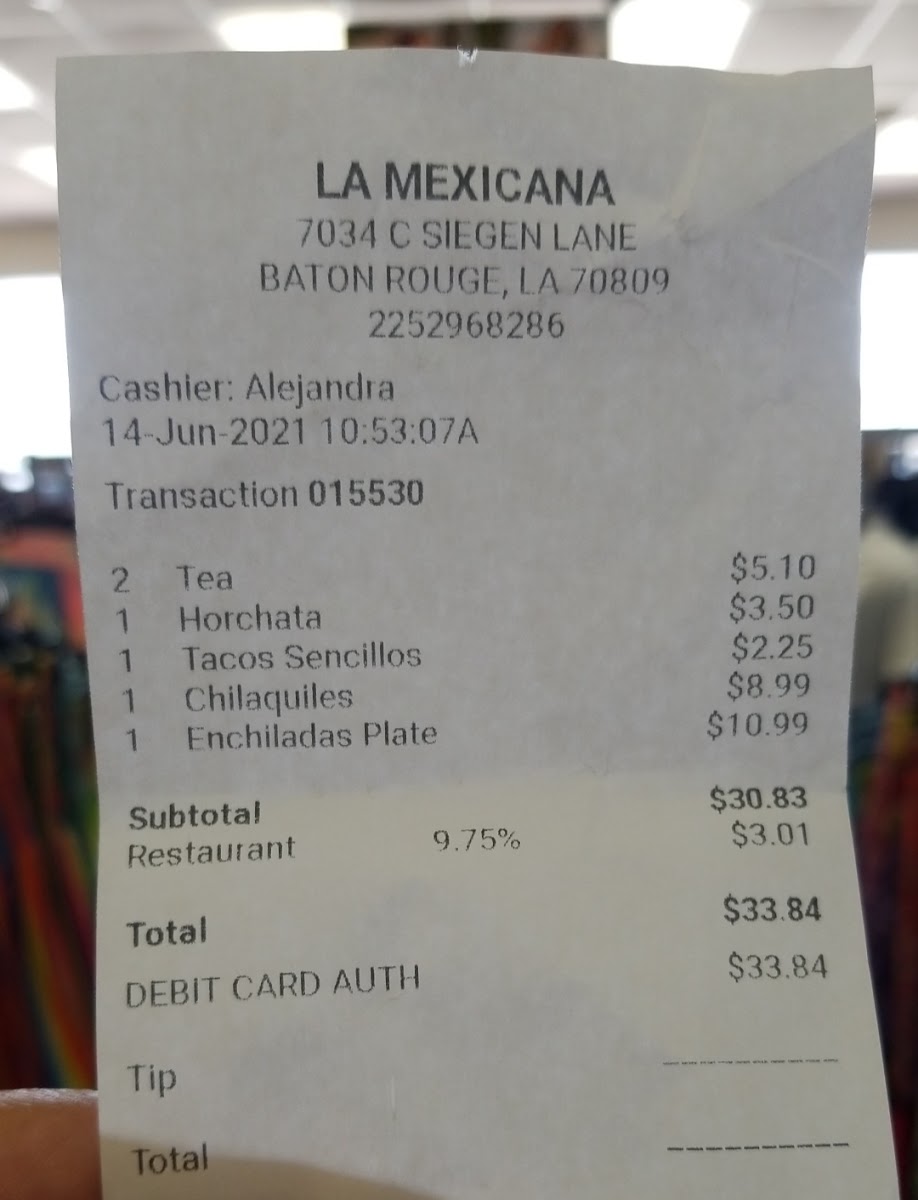 LA MEXICANA
7034 C SIEGEN LANE
BATON ROUGE, LA 70809
2252968286
Cashier: Alejandra
14-Jun-2021 10:53:07A
Transaction 015530
2 Tea $5.10
1 Horchata $3.50
1 Tacos Sencillos $2.25
1 Chilaquiles $8.99
1 Enchiladas Plate $10.99
Subtotal $30.83
Restaurant 9.75% $3.01
Total $33.84
DEBIT CARD AUTH $33.84
Tip
Total